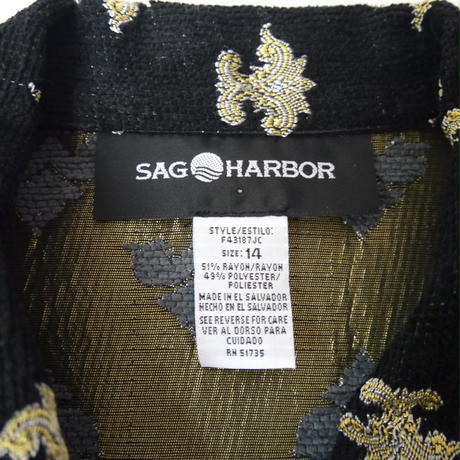 SAG HARBOR
STYLE/ESTILO:
F43187JC
SIZE: 14
51% RAYON/RAYON
49% POLYESTER/
POLIESTER
MADE IN EL SALVADOR
HECHO EN EL SALVADOR
SEE REVERSE FOR CARE
VER AL DORSO PARA
CUIDADO
RN 51735